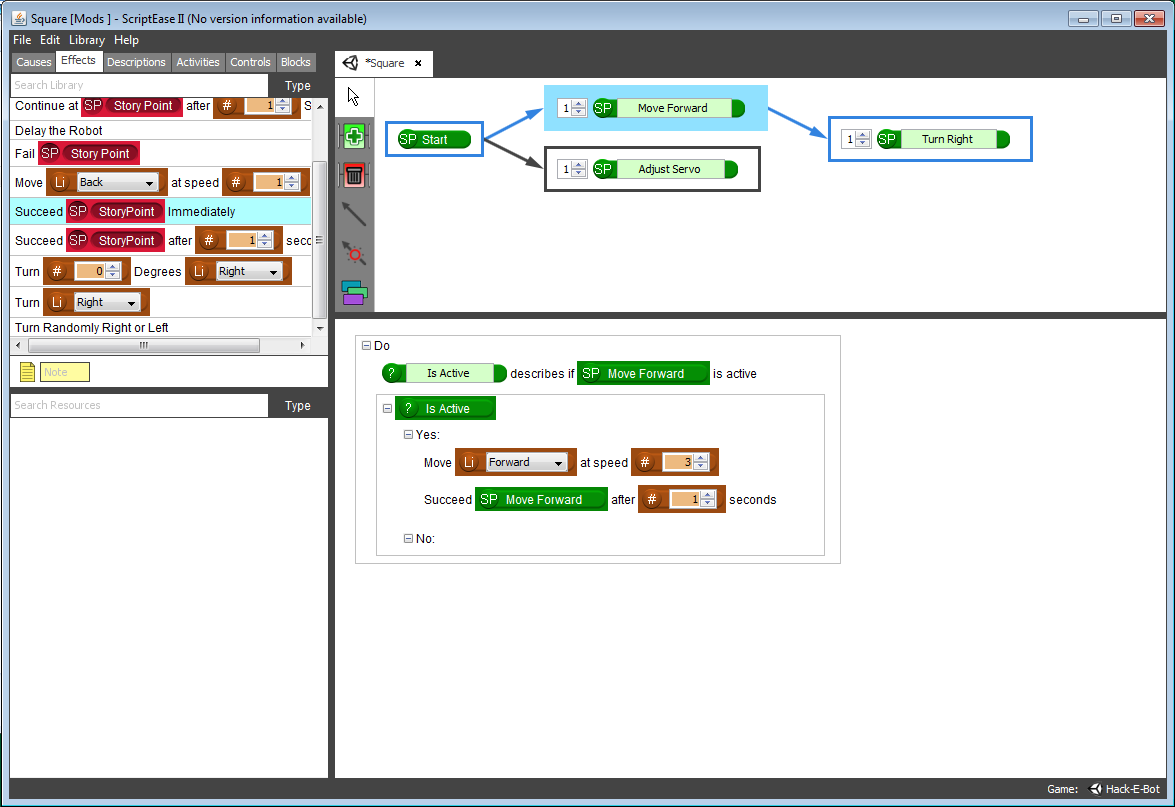 Square [Mods ] - ScriptEase II (No version information available)
File Edit Library Help
Causes Effects Descriptions Activities Controls Blocks
Search Library Type
Continue at SP Story Point after # 1 S
Delay the Robot
Fail SP Story Point
Move Li Back at speed # 1
Succeed SP StoryPoint Immediately
Succeed SP StoryPoint after # 1 sec
Turn # 0 Degrees Li Right
Turn Li Right
Turn Randomly Right or Left
Note
Search Resources Type
*Square x
SP Start
1 SP Move Forward
1 SP Turn Right
1 SP Adjust Servo
Do
? Is Active describes if SP Move Forward is active
? Is Active
Yes:
Move Li Forward at speed # 3
Succeed SP Move Forward after # 1 seconds
No:
Game: Hack-E-Bot